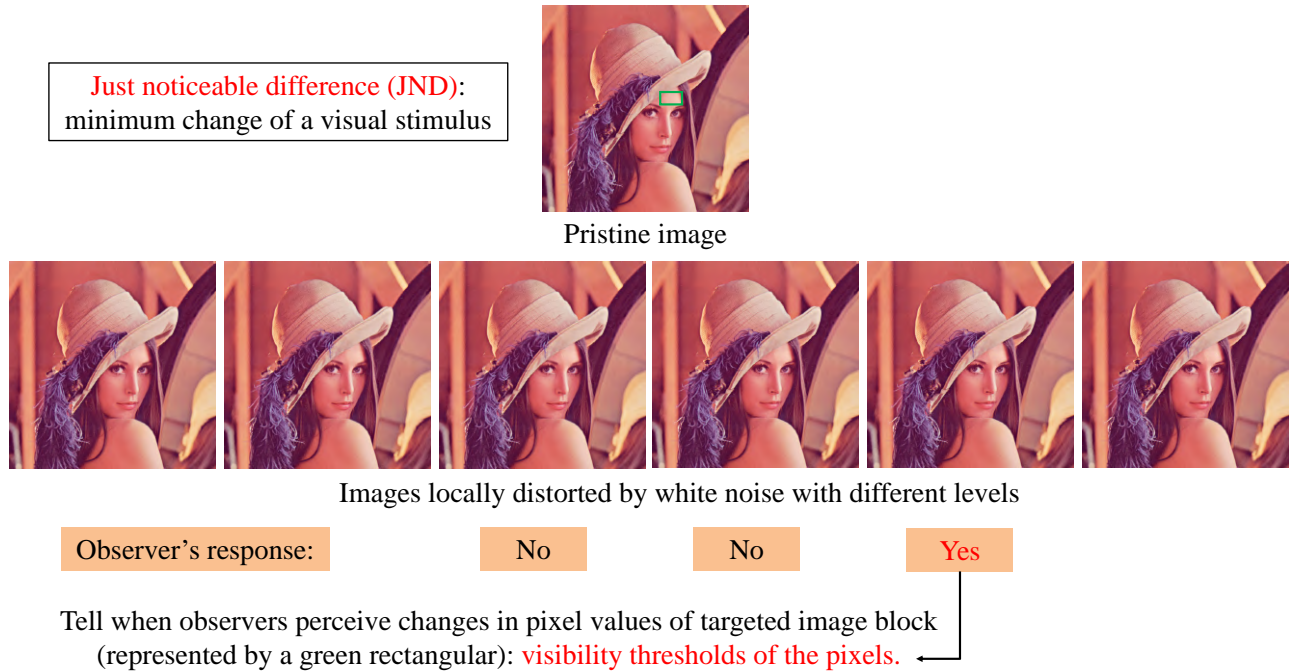 Just noticeable difference (JND):
minimum change of a visual stimulus
Pristine image
Images locally distorted by white noise with different levels
Observer’s response:
No
No
Yes
Tell when observers perceive changes in pixel values of targeted image block
(represented by a green rectangular): visibility thresholds of the pixels.